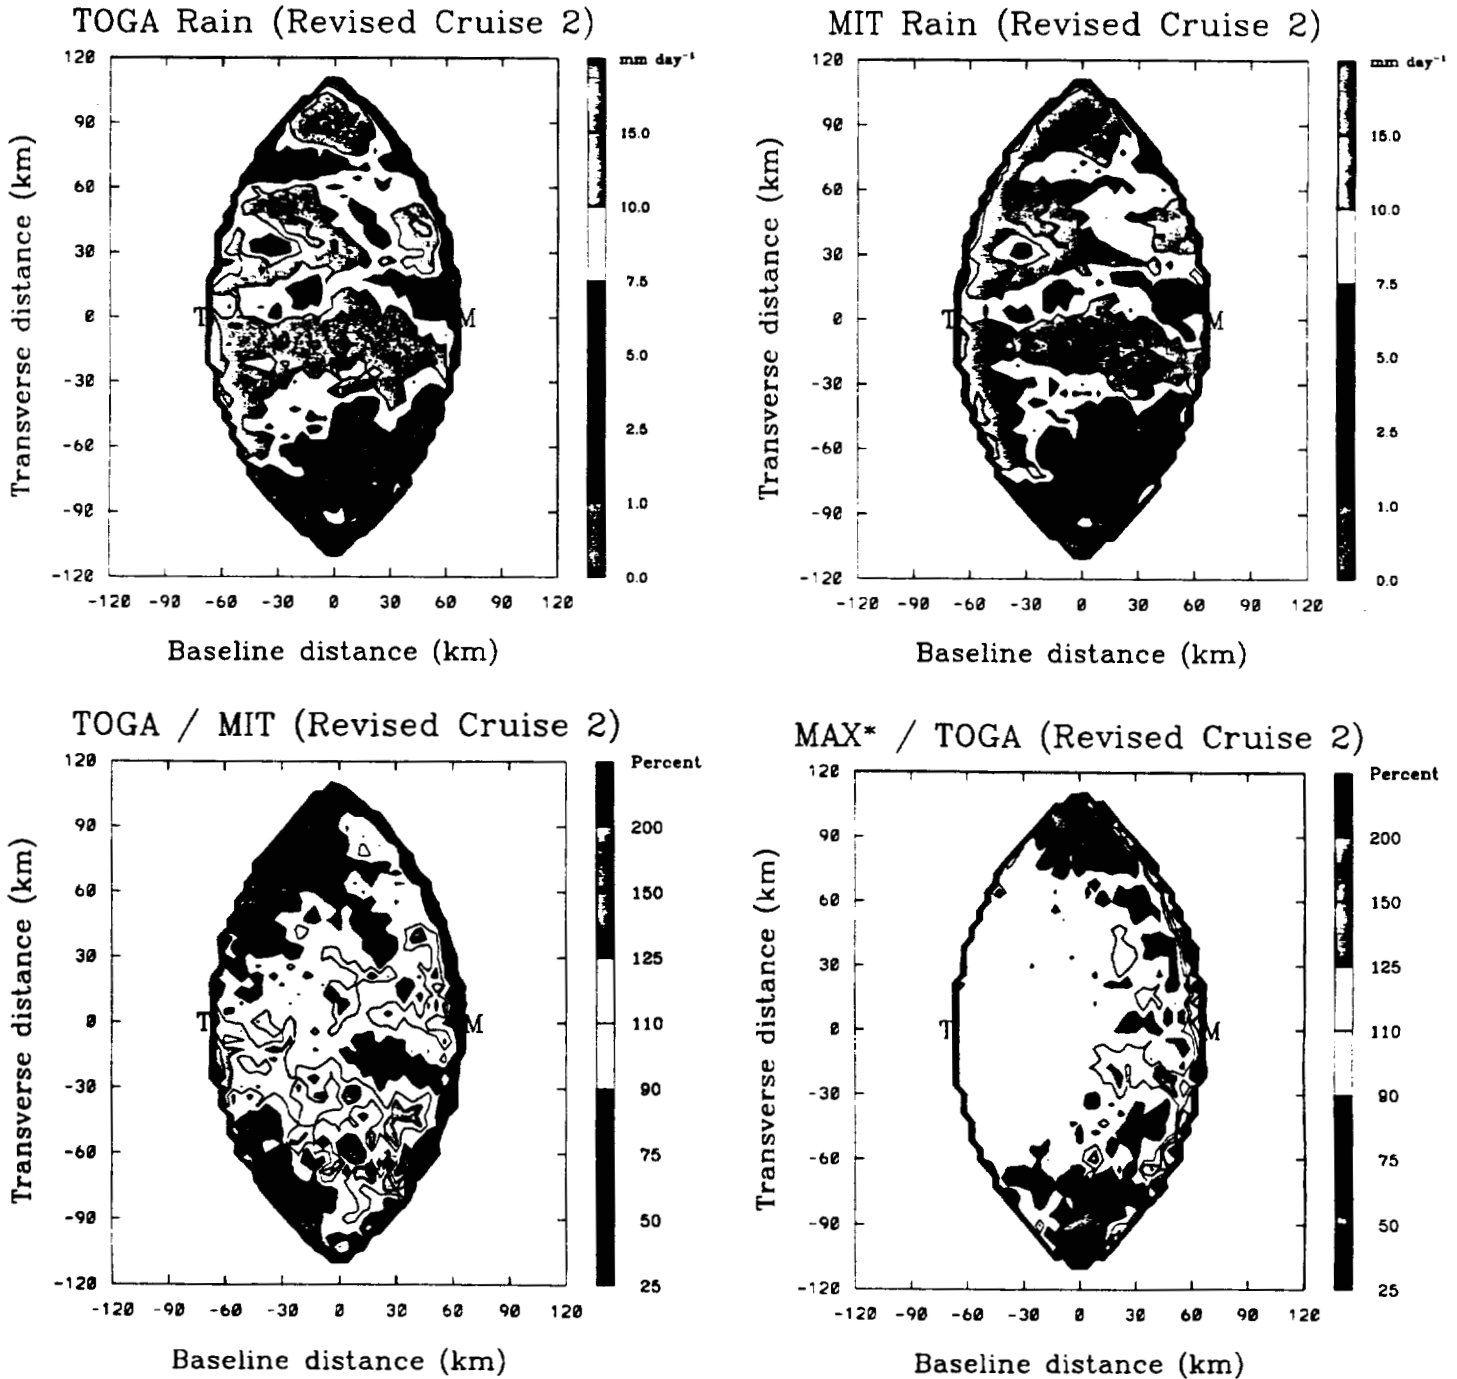 TOGA Rain (Revised Cruise 2)
120
90
60
30
0
-30
-60
-90
-120
Transverse distance (km)
T
M
-120 -90 -60 -30 0 30 60 90 120
Baseline distance (km)
mm day⁻¹
15.0
10.0
7.5
5.0
2.5
1.0
0.0
MIT Rain (Revised Cruise 2)
120
90
60
30
0
-30
-60
-90
-120
Transverse distance (km)
T
M
-120 -90 -60 -30 0 30 60 90 120
Baseline distance (km)
mm day⁻¹
15.0
10.0
7.5
5.0
2.5
1.0
0.0
TOGA / MIT (Revised Cruise 2)
120
90
60
30
0
-30
-60
-90
-120
Transverse distance (km)
T
M
-120 -90 -60 -30 0 30 60 90 120
Baseline distance (km)
Percent
200
150
125
110
90
75
50
25
MAX* / TOGA (Revised Cruise 2)
120
90
60
30
0
-30
-60
-90
-120
Transverse distance (km)
T
M
-120 -90 -60 -30 0 30 60 90 120
Baseline distance (km)
Percent
200
150
125
110
90
75
50
25